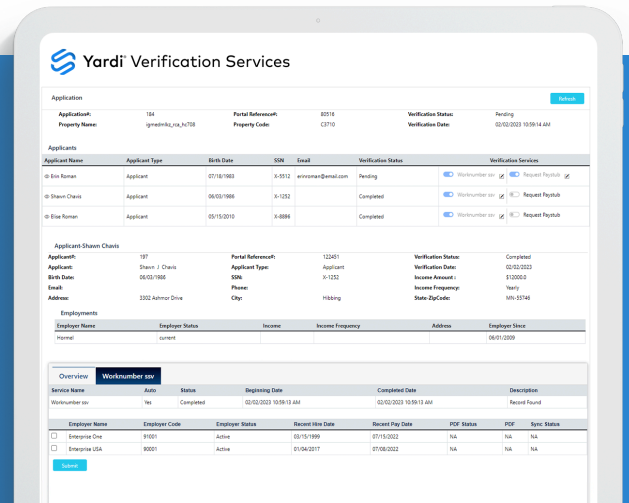 Yardi® Verification Services
Application
Refresh
Application#: 184 Portal Reference#: 80516 Verification Status: Pending
Property Name: igmedmlkz_rca_hc708 Property Code: C3710 Verification Date: 02/02/2023 10:59:14 AM
Applicants
Applicant Name Applicant Type Birth Date SSN Email Verification Status Verification Services
Erin Roman Applicant 07/18/1983 X-5512 erinroman@email.com Pending Worknumber ssv Request Paystub
Shawn Chavis Applicant 06/03/1986 X-1252 Completed Worknumber ssv Request Paystub
Elise Roman Applicant 05/15/2010 X-8896 Completed Worknumber ssv Request Paystub
Applicant-Shawn Chavis
Applicant#: 197 Portal Reference#: 122451 Verification Status: Completed
Applicant: Shawn J. Chavis Applicant Type: Applicant Verification Date: 02/02/2023
Birth Date: 06/03/1986 SSN: X-1252 Income Amount : $12000.0
Email: Phone: Income Frequency: Yearly
Address: 3302 Ashmor Drive City: Hibbing State-ZipCode: MN-55746
Employments
Employer Name Employer Status Income Income Frequency Address Employer Since
Hormel current 06/01/2009
Overview Worknumber ssv
Service Name Auto Status Beginning Date Completed Date Description
Worknumber ssv Yes Completed 02/02/2023 10:59:13 AM 02/02/2023 10:59:13 AM Record Found
Employer Name Employer Code Employer Status Recent Hire Date Recent Pay Date PDF Status PDF Sync Status
Enterprise One 91001 Active 03/15/1999 07/15/2022 NA NA NA
Enterprise USA 90001 Active 01/04/2017 07/08/2022 NA NA NA
Submit